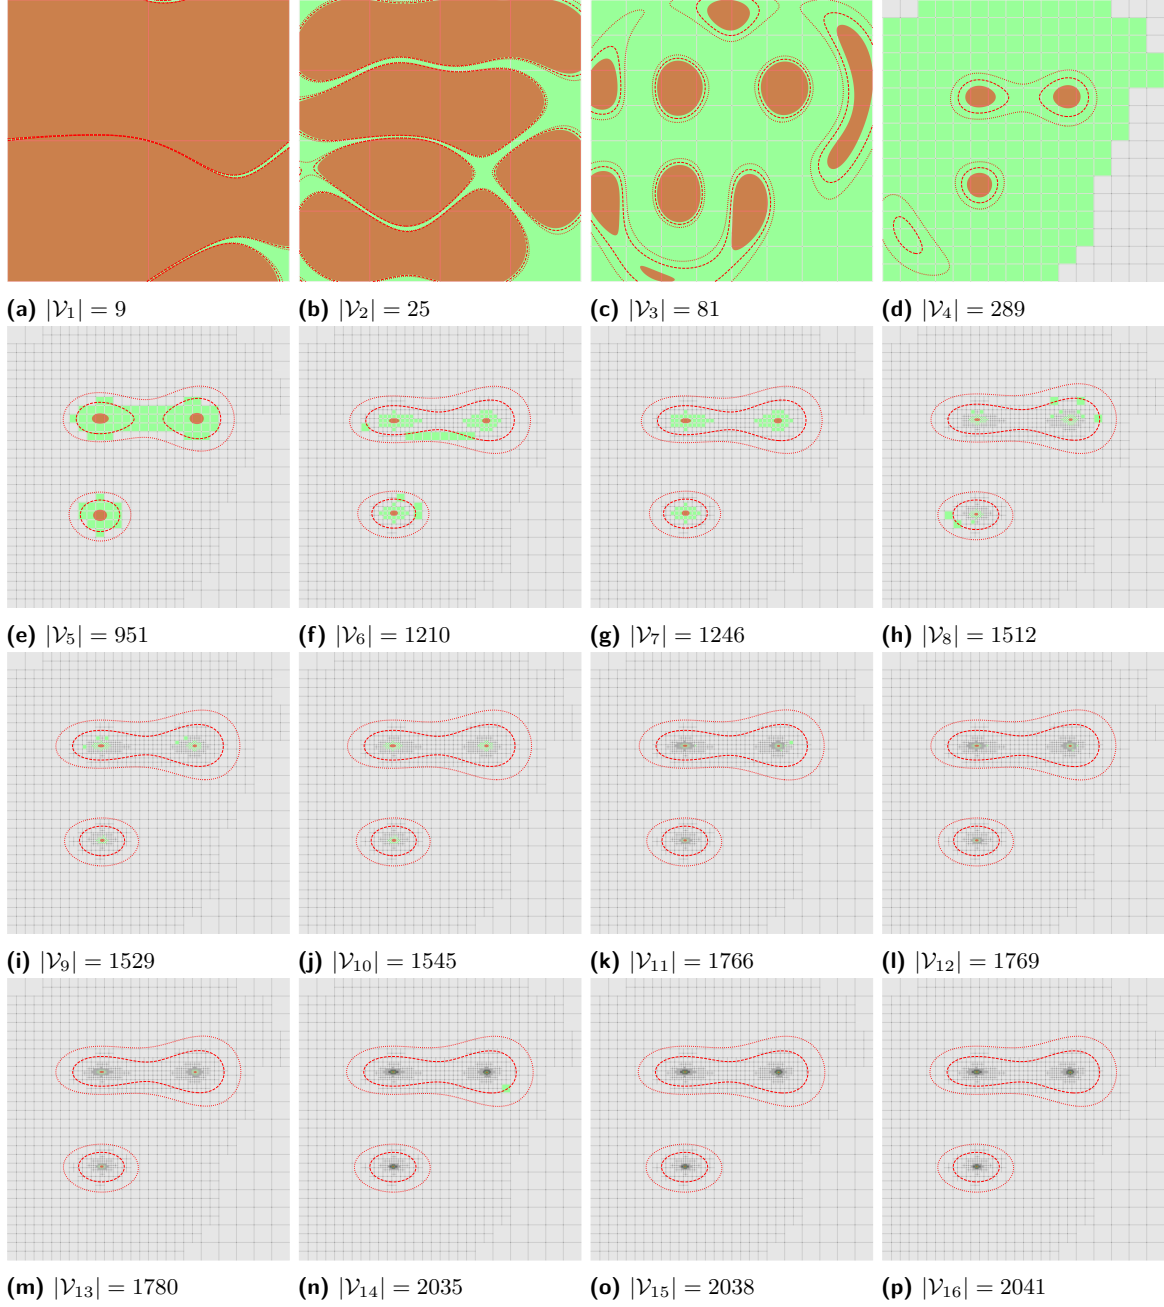 (a) |𝒱₁| = 9 (b) |𝒱₂| = 25 (c) |𝒱₃| = 81 (d) |𝒱₄| = 289
(e) |𝒱₅| = 951 (f) |𝒱₆| = 1210 (g) |𝒱₇| = 1246 (h) |𝒱₈| = 1512
(i) |𝒱₉| = 1529 (j) |𝒱₁₀| = 1545 (k) |𝒱₁₁| = 1766 (l) |𝒱₁₂| = 1769
(m) |𝒱₁₃| = 1780 (n) |𝒱₁₄| = 2035 (o) |𝒱₁₅| = 2038 (p) |𝒱₁₆| = 2041